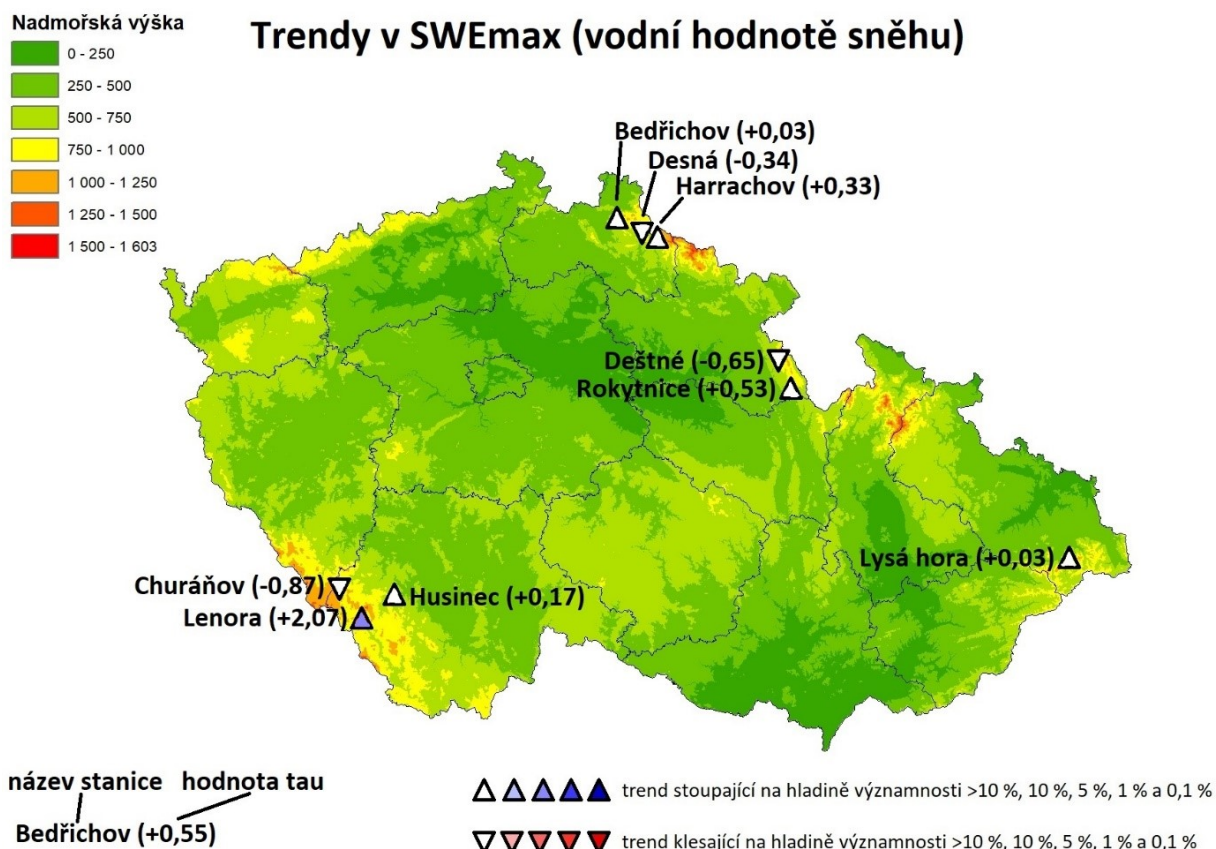 Nadmořská výška
0 - 250
250 - 500
500 - 750
750 - 1 000
1 000 - 1 250
1 250 - 1 500
1 500 - 1 603
Trendy v SWEmax (vodní hodnotě sněhu)
Bedřichov (+0,03)
Desná (-0,34)
Harrachov (+0,33)
Deštné (-0,65)
Rokytnice (+0,53)
Lysá hora (+0,03)
Churáňov (-0,87)
Husinec (+0,17)
Lenora (+2,07)
název stanice hodnota tau
Bedřichov (+0,55)
trend stoupající na hladině významnosti >10 %, 10 %, 5 %, 1 % a 0,1 %
trend klesající na hladině významnosti >10 %, 10 %, 5 %, 1 % a 0,1 %